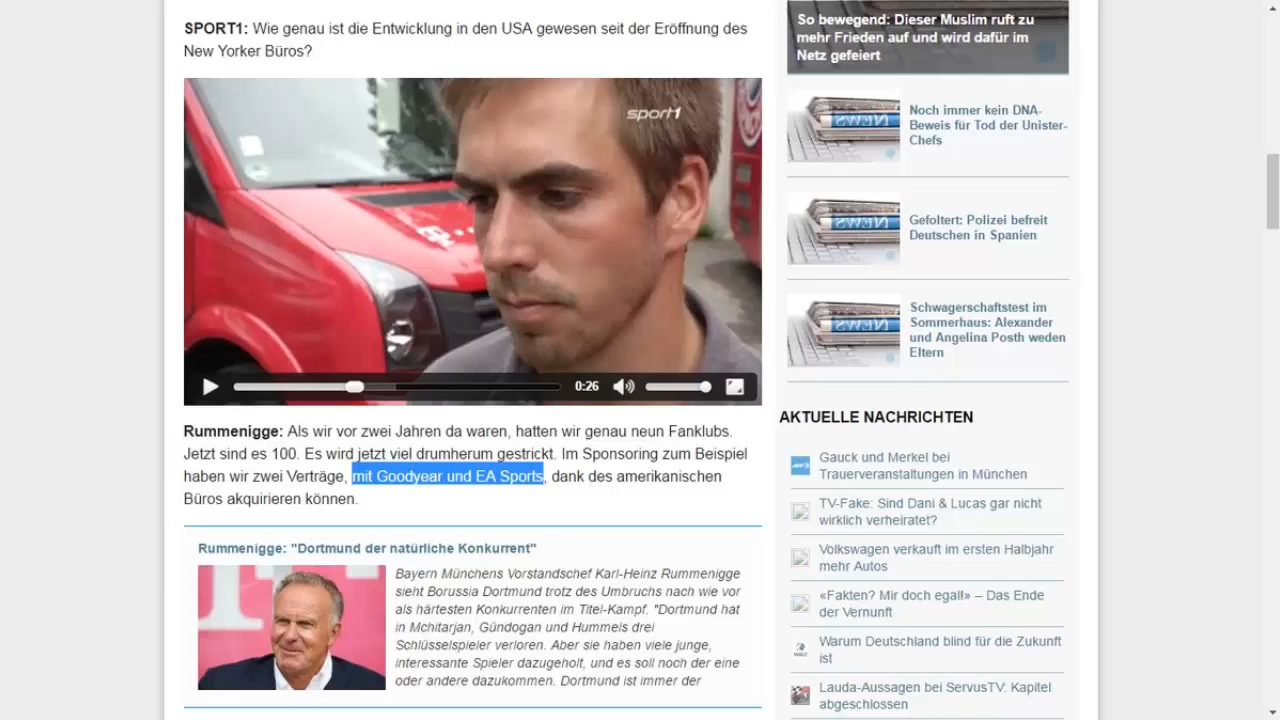 SPORT1: Wie genau ist die Entwicklung in den USA gewesen seit der Eröffnung des
New Yorker Büros?
sport1
0:26
Rummenigge: Als wir vor zwei Jahren da waren, hatten wir genau neun Fanklubs.
Jetzt sind es 100. Es wird jetzt viel drumherum gestrickt. Im Sponsoring zum Beispiel
haben wir zwei Verträge, mit Goodyear und EA Sports, dank des amerikanischen
Büros akquirieren können.
Rummenigge: "Dortmund der natürliche Konkurrent"
Bayern Münchens Vorstandschef Karl-Heinz Rummenigge
sieht Borussia Dortmund trotz des Umbruchs nach wie vor
als härtesten Konkurrenten im Titel-Kampf. "Dortmund hat
in Mchitarjan, Gündogan und Hummels drei
Schlüsselspieler verloren. Aber sie haben viele junge,
interessante Spieler dazugeholt, und es soll noch der eine
oder andere dazukommen. Dortmund ist immer der
So bewegend: Dieser Muslim ruft zu
mehr Frieden auf und wird dafür im
Netz gefeiert
NEWS
Noch immer kein DNA-
Beweis für Tod der Unister-
Chefs
NEWS
Gefoltert: Polizei befreit
Deutschen in Spanien
NEWS
Schwagerschaftstest im
Sommerhaus: Alexander
und Angelina Posth weden
Eltern
AKTUELLE NACHRICHTEN
Gauck und Merkel bei
Trauerveranstaltungen in München
TV-Fake: Sind Dani & Lucas gar nicht
wirklich verheiratet?
Volkswagen verkauft im ersten Halbjahr
mehr Autos
«Fakten? Mir doch egal!» – Das Ende
der Vernunft
Warum Deutschland blind für die Zukunft
ist
Lauda-Aussagen bei ServusTV: Kapitel
abgeschlossen